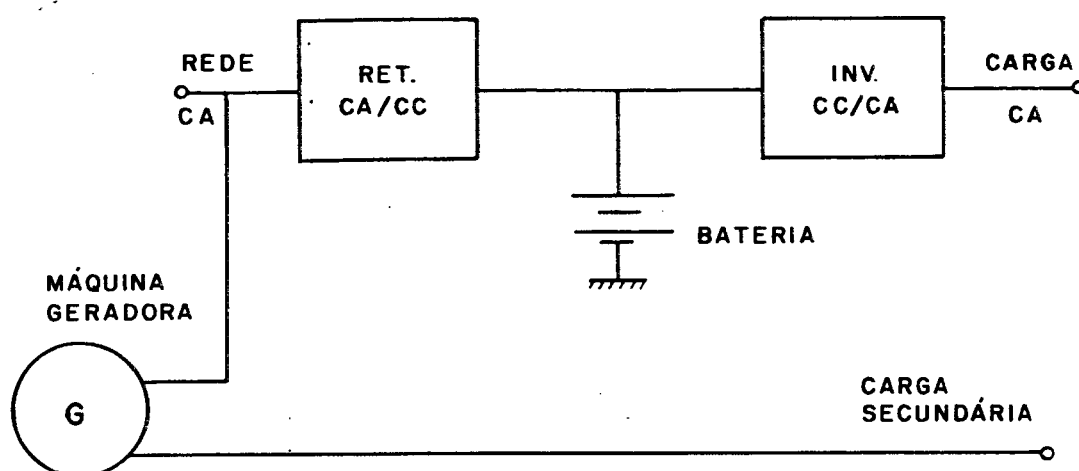 REDE
CA
RET.
CA/CC
INV.
CC/CA
CARGA
CA
BATERIA
MÁQUINA
GERADORA
G
CARGA
SECUNDÁRIA